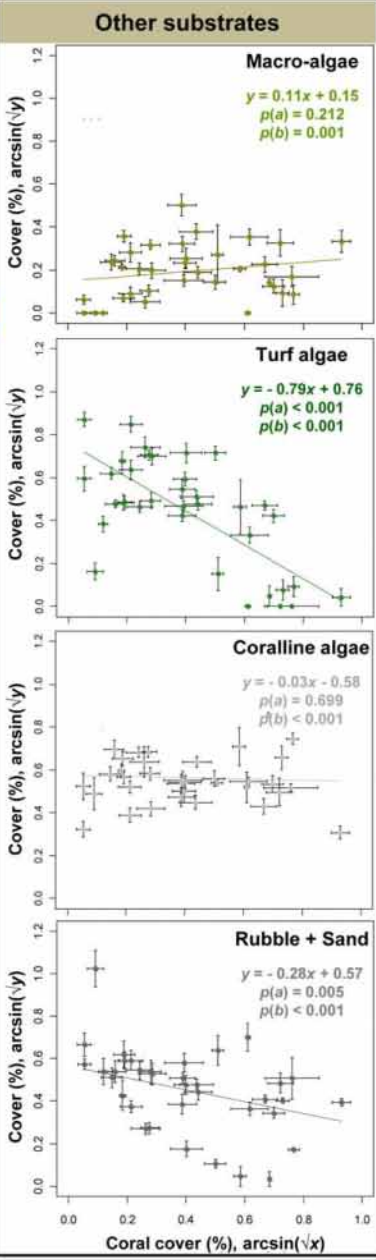 Other substrates
Macro-algae
y = 0.11x + 0.15
p(a) = 0.212
p(b) = 0.001
Cover (%), arcsin(√y)
0.0 0.2 0.4 0.6 0.8 1.0 1.2
Turf algae
y = - 0.79x + 0.76
p(a) < 0.001
p(b) < 0.001
Cover (%), arcsin(√y)
0.0 0.2 0.4 0.6 0.8 1.0 1.2
Coralline algae
y = - 0.03x - 0.58
p(a) = 0.699
p(b) < 0.001
Cover (%), arcsin(√y)
0.0 0.2 0.4 0.6 0.8 1.0 1.2
Rubble + Sand
y = -0.28x + 0.57
p(a) = 0.005
p(b) < 0.001
Cover (%), arcsin(√y)
0.0 0.2 0.4 0.6 0.8 1.0 1.2
0.0 0.2 0.4 0.6 0.8 1.0
Coral cover (%), arcsin(√x)